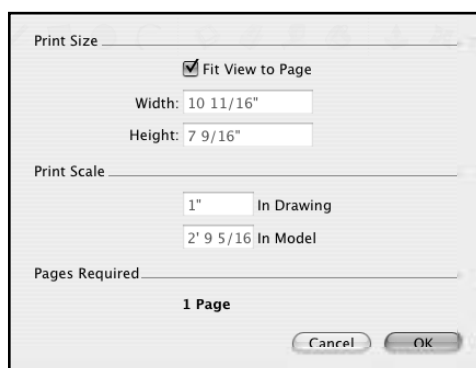 Print Size
Fit View to Page
Width: 10 11/16"
Height: 7 9/16"
Print Scale
1" In Drawing
2' 9 5/16 In Model
Pages Required
1 Page
Cancel OK